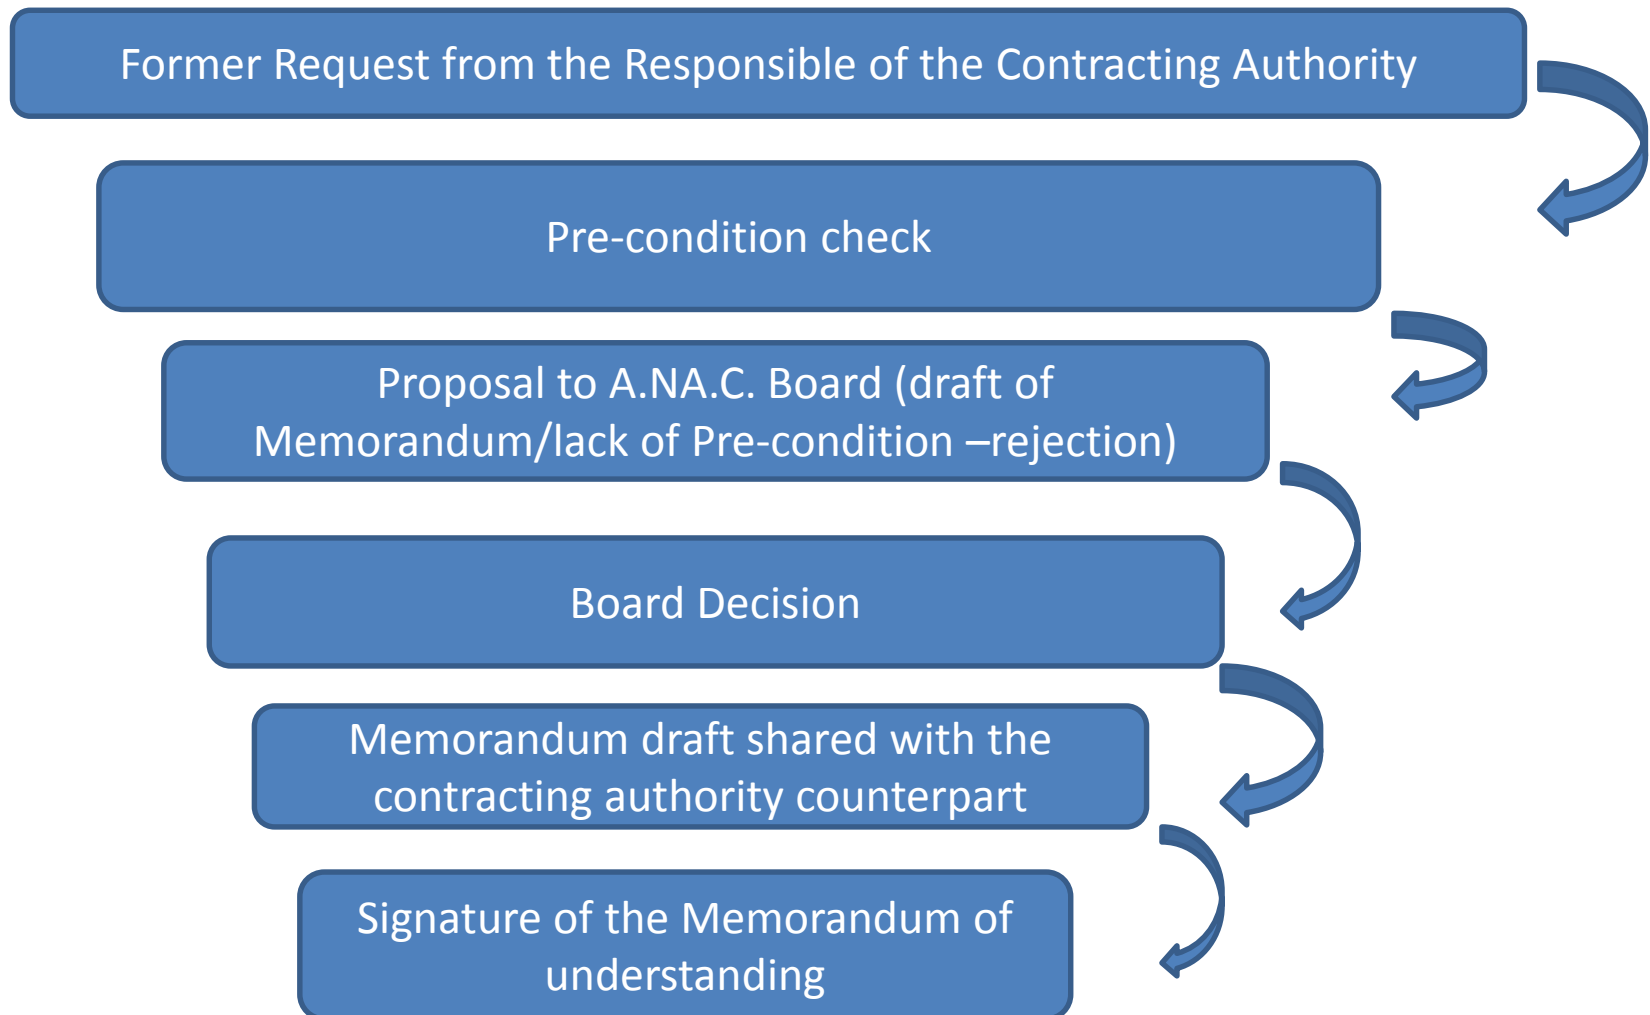 Former Request from the Responsible of the Contracting Authority
Pre-condition check
Proposal to A.NA.C. Board (draft of
Memorandum/lack of Pre-condition –rejection)
Board Decision
Memorandum draft shared with the
contracting authority counterpart
Signature of the Memorandum of
understanding